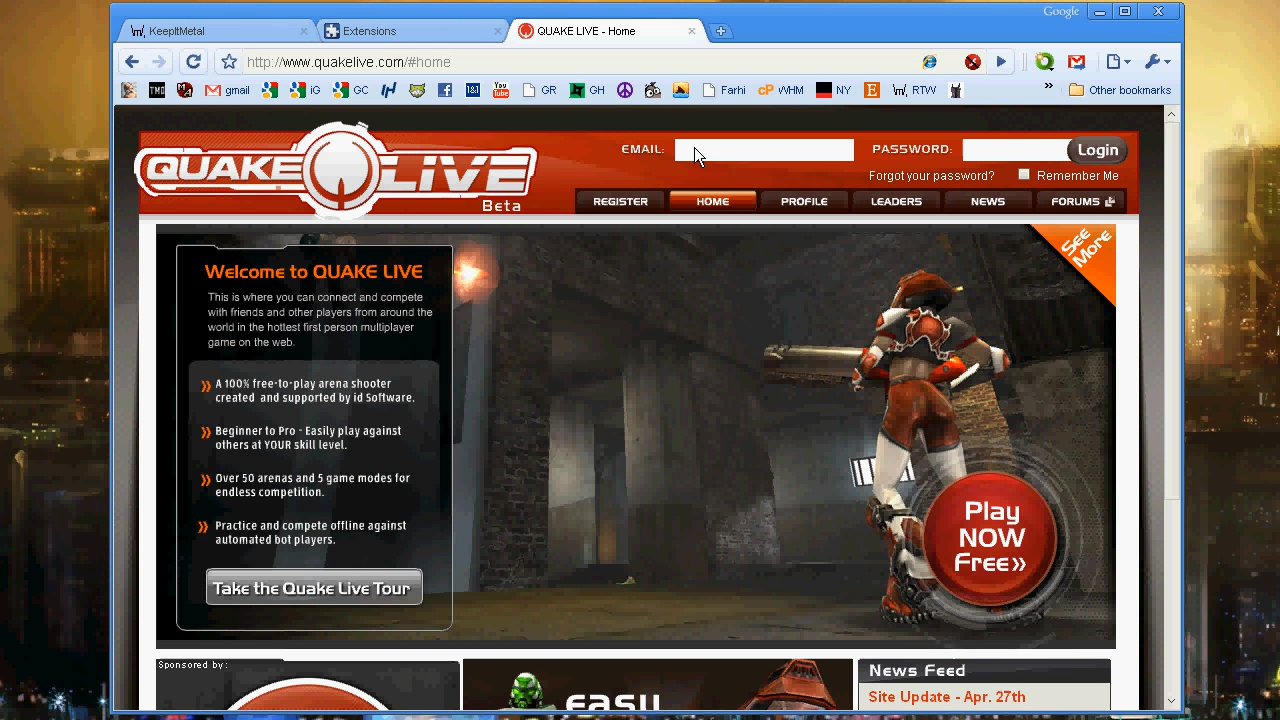 Google
KeepItMetal
Extensions
QUAKE LIVE - Home
http://www.quakelive.com/#home
TMO
gmail
iG
GC
You Tube
GR
GH
Farhi
cP WHM
NY
E
RTW
»
Other bookmarks
QUAKE LIVE
Beta
EMAIL:
PASSWORD:
Login
Forgot your password?
Remember Me
REGISTER
HOME
PROFILE
LEADERS
NEWS
FORUMS
See More
Welcome to QUAKE LIVE
This is where you can connect and compete
with friends and other players from around the
world in the hottest first person multiplayer
game on the web.
» A 100% free-to-play arena shooter
created and supported by id Software.
» Beginner to Pro - Easily play against
others at YOUR skill level.
» Over 50 arenas and 5 game modes for
endless competition.
» Practice and compete offline against
automated bot players.
Take the Quake Live Tour
Play
NOW
Free»
Sponsored by:
EASY
News Feed
Site Update - Apr. 27th